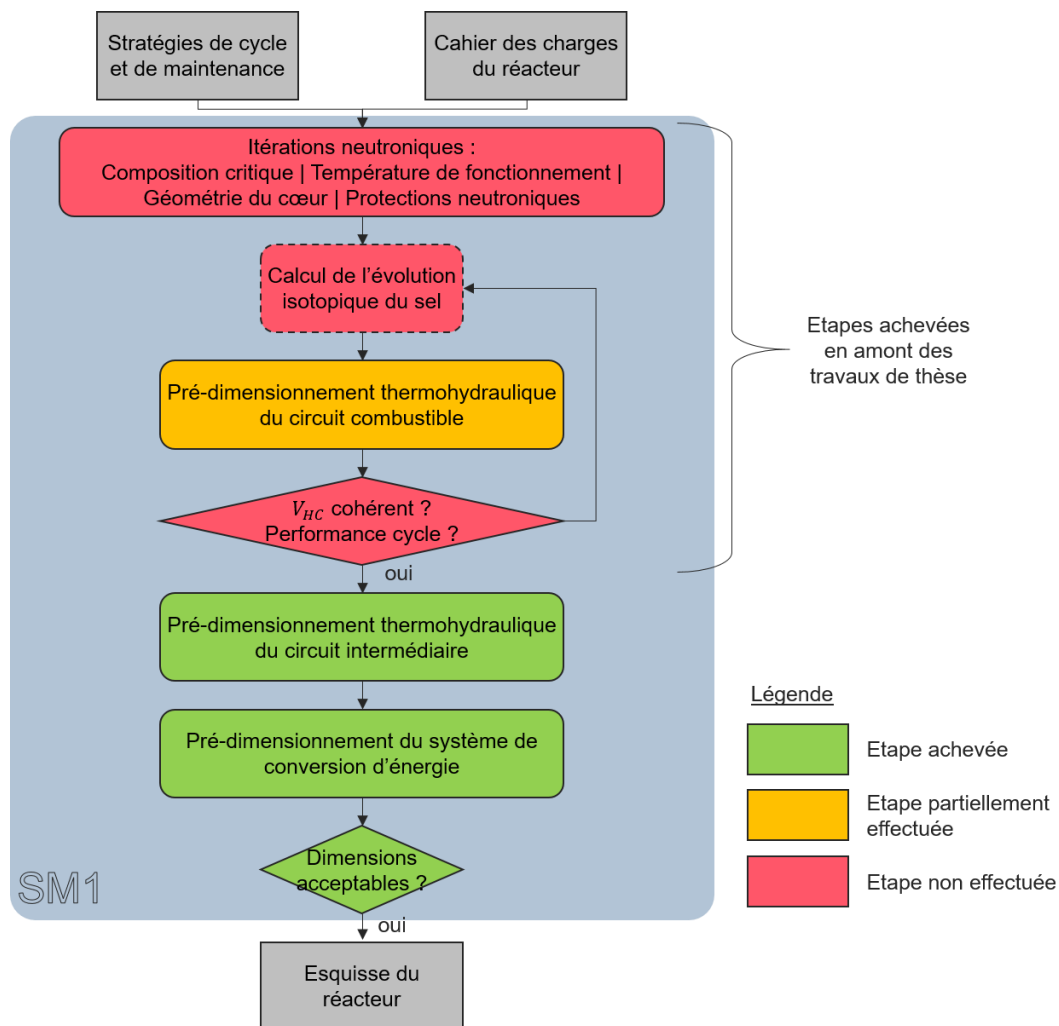 Stratégies de cycle
et de maintenance
Cahier des charges
du réacteur
Itérations neutroniques :
Composition critique | Température de fonctionnement |
Géométrie du cœur | Protections neutroniques
Calcul de l'évolution
isotopique du sel
Pré-dimensionnement thermohydraulique
du circuit combustible
V_HC cohérent ?
Performance cycle ?
oui
Etapes achevées
en amont des
travaux de thèse
Pré-dimensionnement thermohydraulique
du circuit intermédiaire
Pré-dimensionnement du système de
conversion d'énergie
Dimensions
acceptables ?
SM1
oui
Esquisse du
réacteur
Légende
Etape achevée
Etape partiellement
effectuée
Etape non effectuée